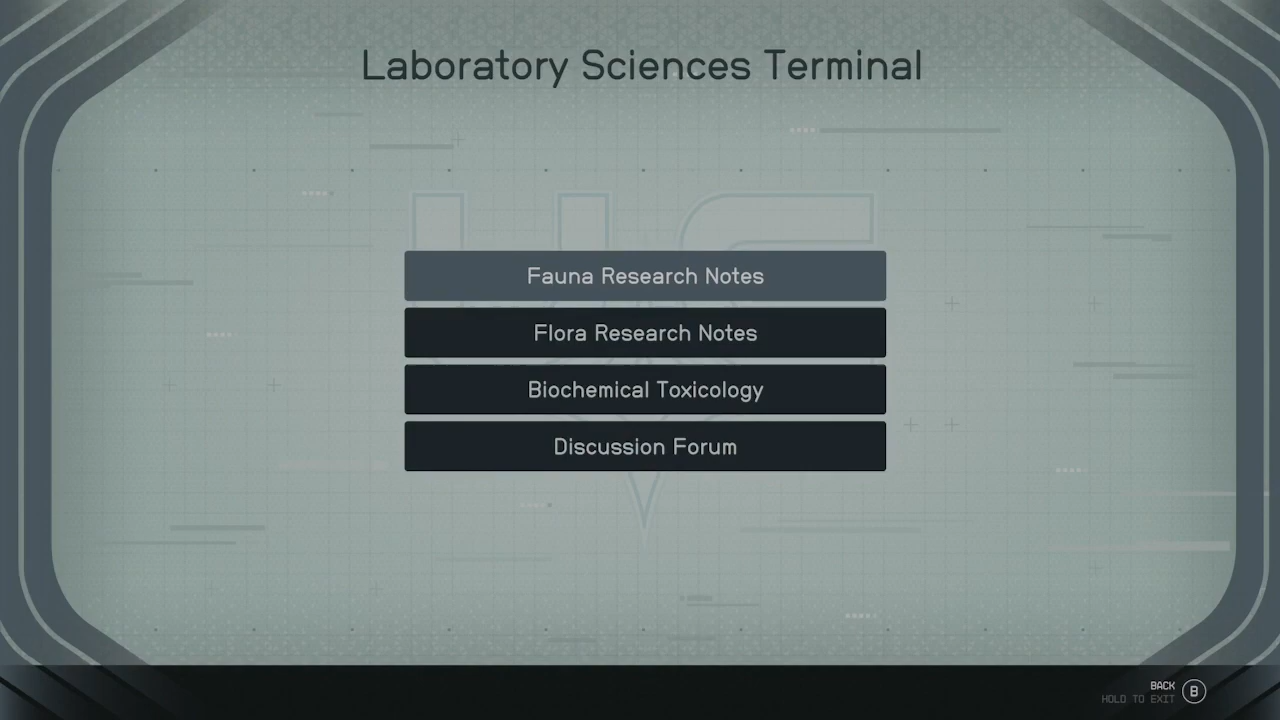 Laboratory Sciences Terminal
Fauna Research Notes
Flora Research Notes
Biochemical Toxicology
Discussion Forum
BACK
HOLD TO EXIT
B